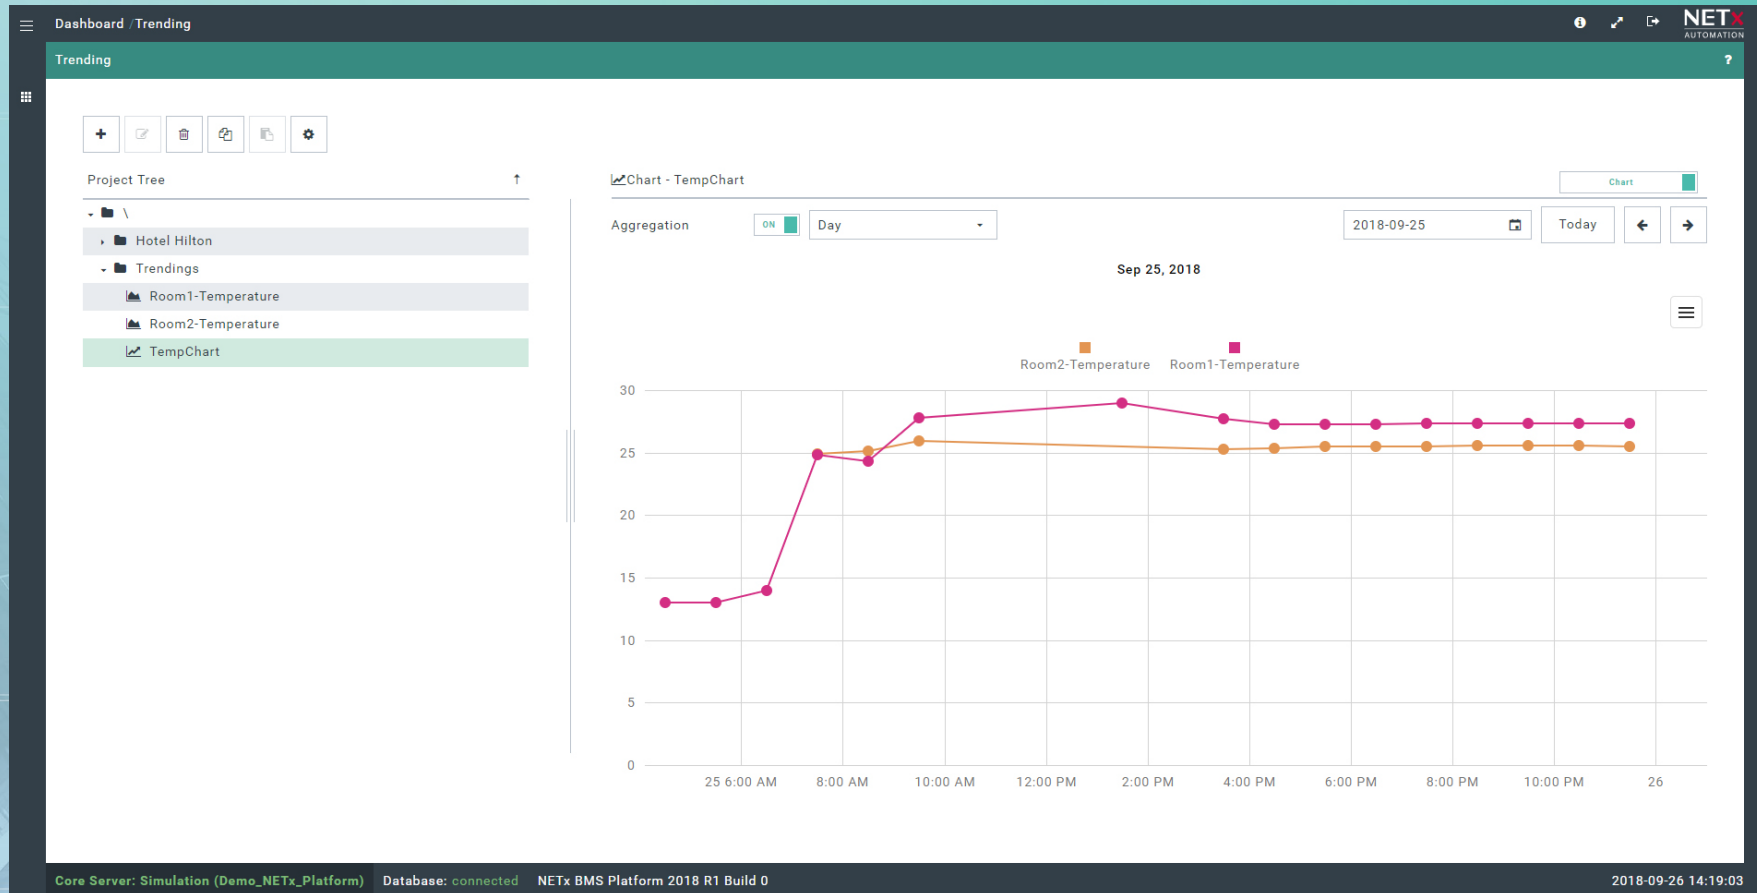 Dashboard /Trending
NETX
AUTOMATION
Trending
?
Project Tree
\
Hotel Hilton
Trendings
Room1-Temperature
Room2-Temperature
TempChart
Chart - TempChart
Chart
Aggregation
ON
Day
2018-09-25
Today
Sep 25, 2018
Room2-Temperature Room1-Temperature
30
25
20
15
10
5
0
25 6:00 AM 8:00 AM 10:00 AM 12:00 PM 2:00 PM 4:00 PM 6:00 PM 8:00 PM 10:00 PM 26
Core Server: Simulation (Demo_NETx_Platform) Database: connected NETx BMS Platform 2018 R1 Build 0 2018-09-26 14:19:03